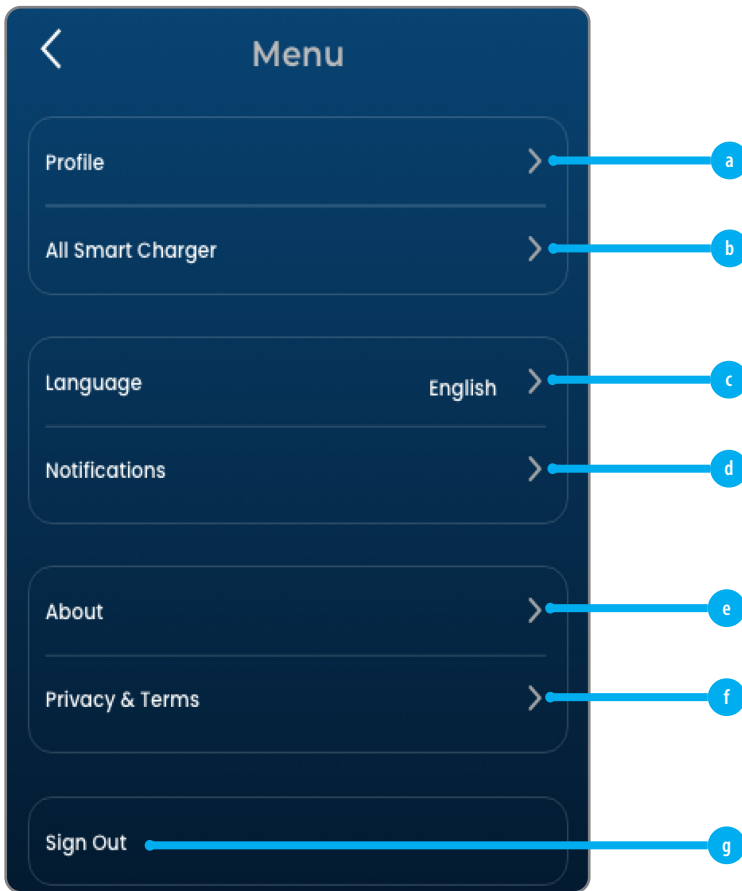 Menu
Profile a
All Smart Charger b
Language English c
Notifications d
About e
Privacy & Terms f
Sign Out g